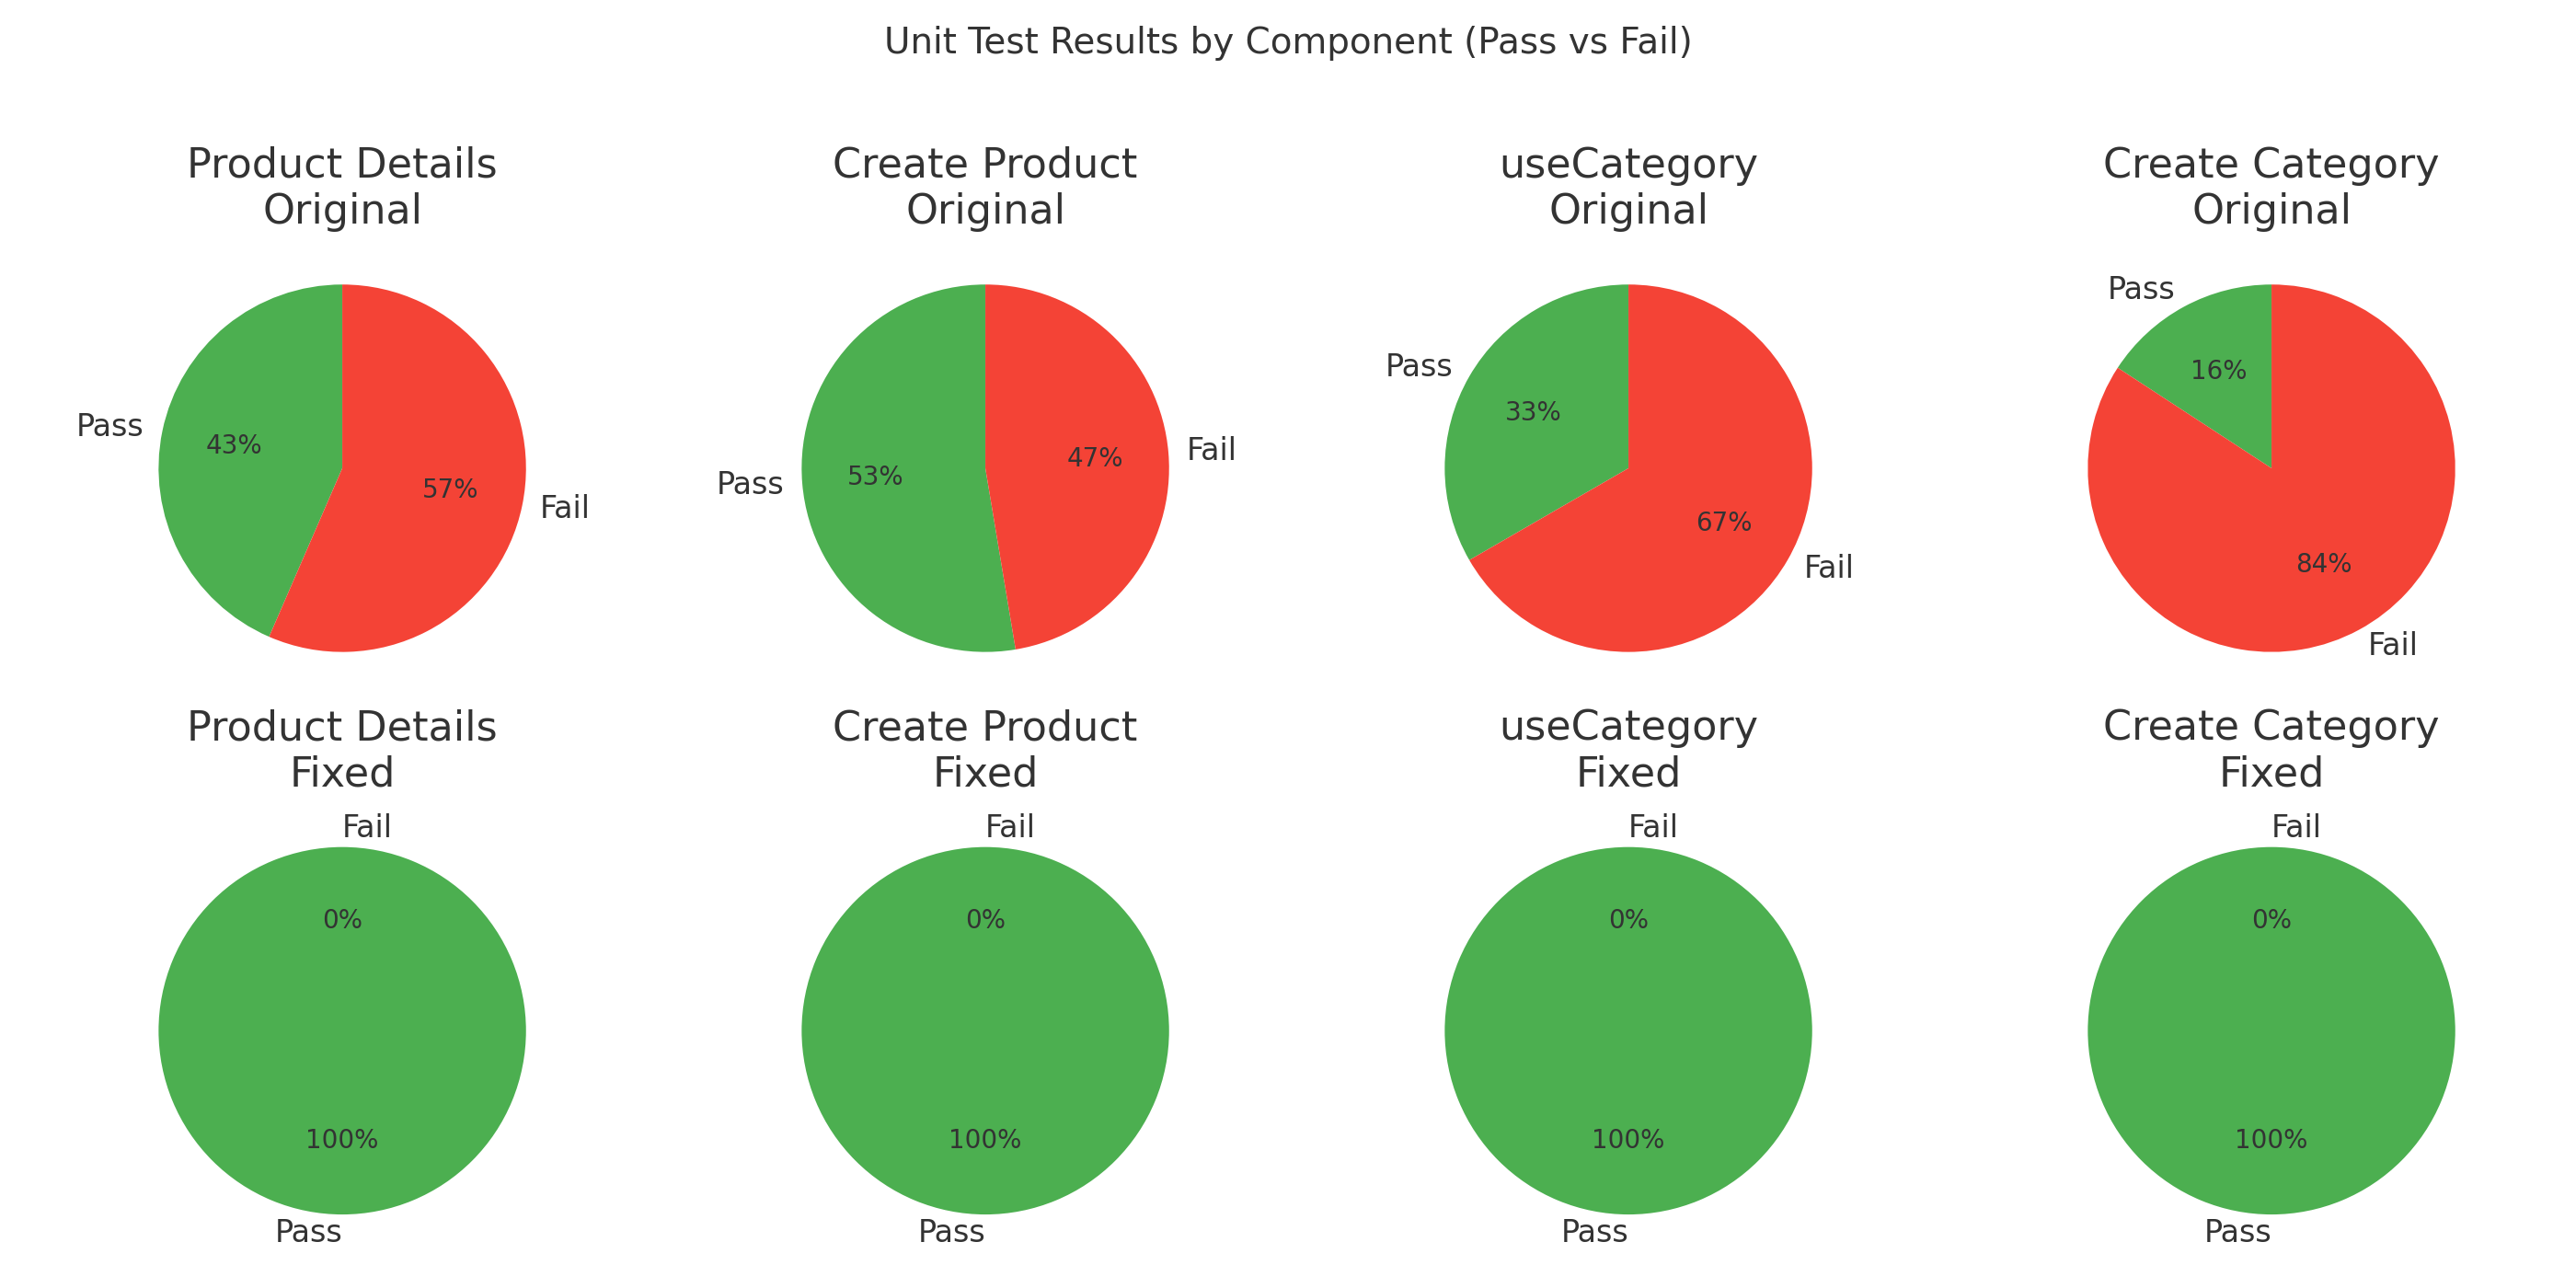 Unit Test Results by Component (Pass vs Fail)
Product Details
Original
Pass
43%
57%
Fail
Create Product
Original
Pass
53%
47%
Fail
useCategory
Original
Pass
33%
67%
Fail
Create Category
Original
Pass
16%
84%
Fail
Product Details
Fixed
Fail
0%
100%
Pass
Create Product
Fixed
Fail
0%
100%
Pass
useCategory
Fixed
Fail
0%
100%
Pass
Create Category
Fixed
Fail
0%
100%
Pass